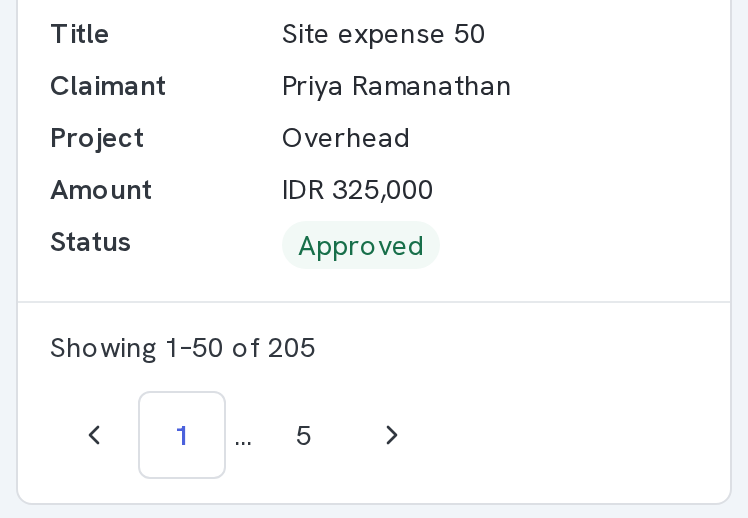 Title Site expense 50
Claimant Priya Ramanathan
Project Overhead
Amount IDR 325,000
Status Approved
Showing 1–50 of 205
1 ... 5